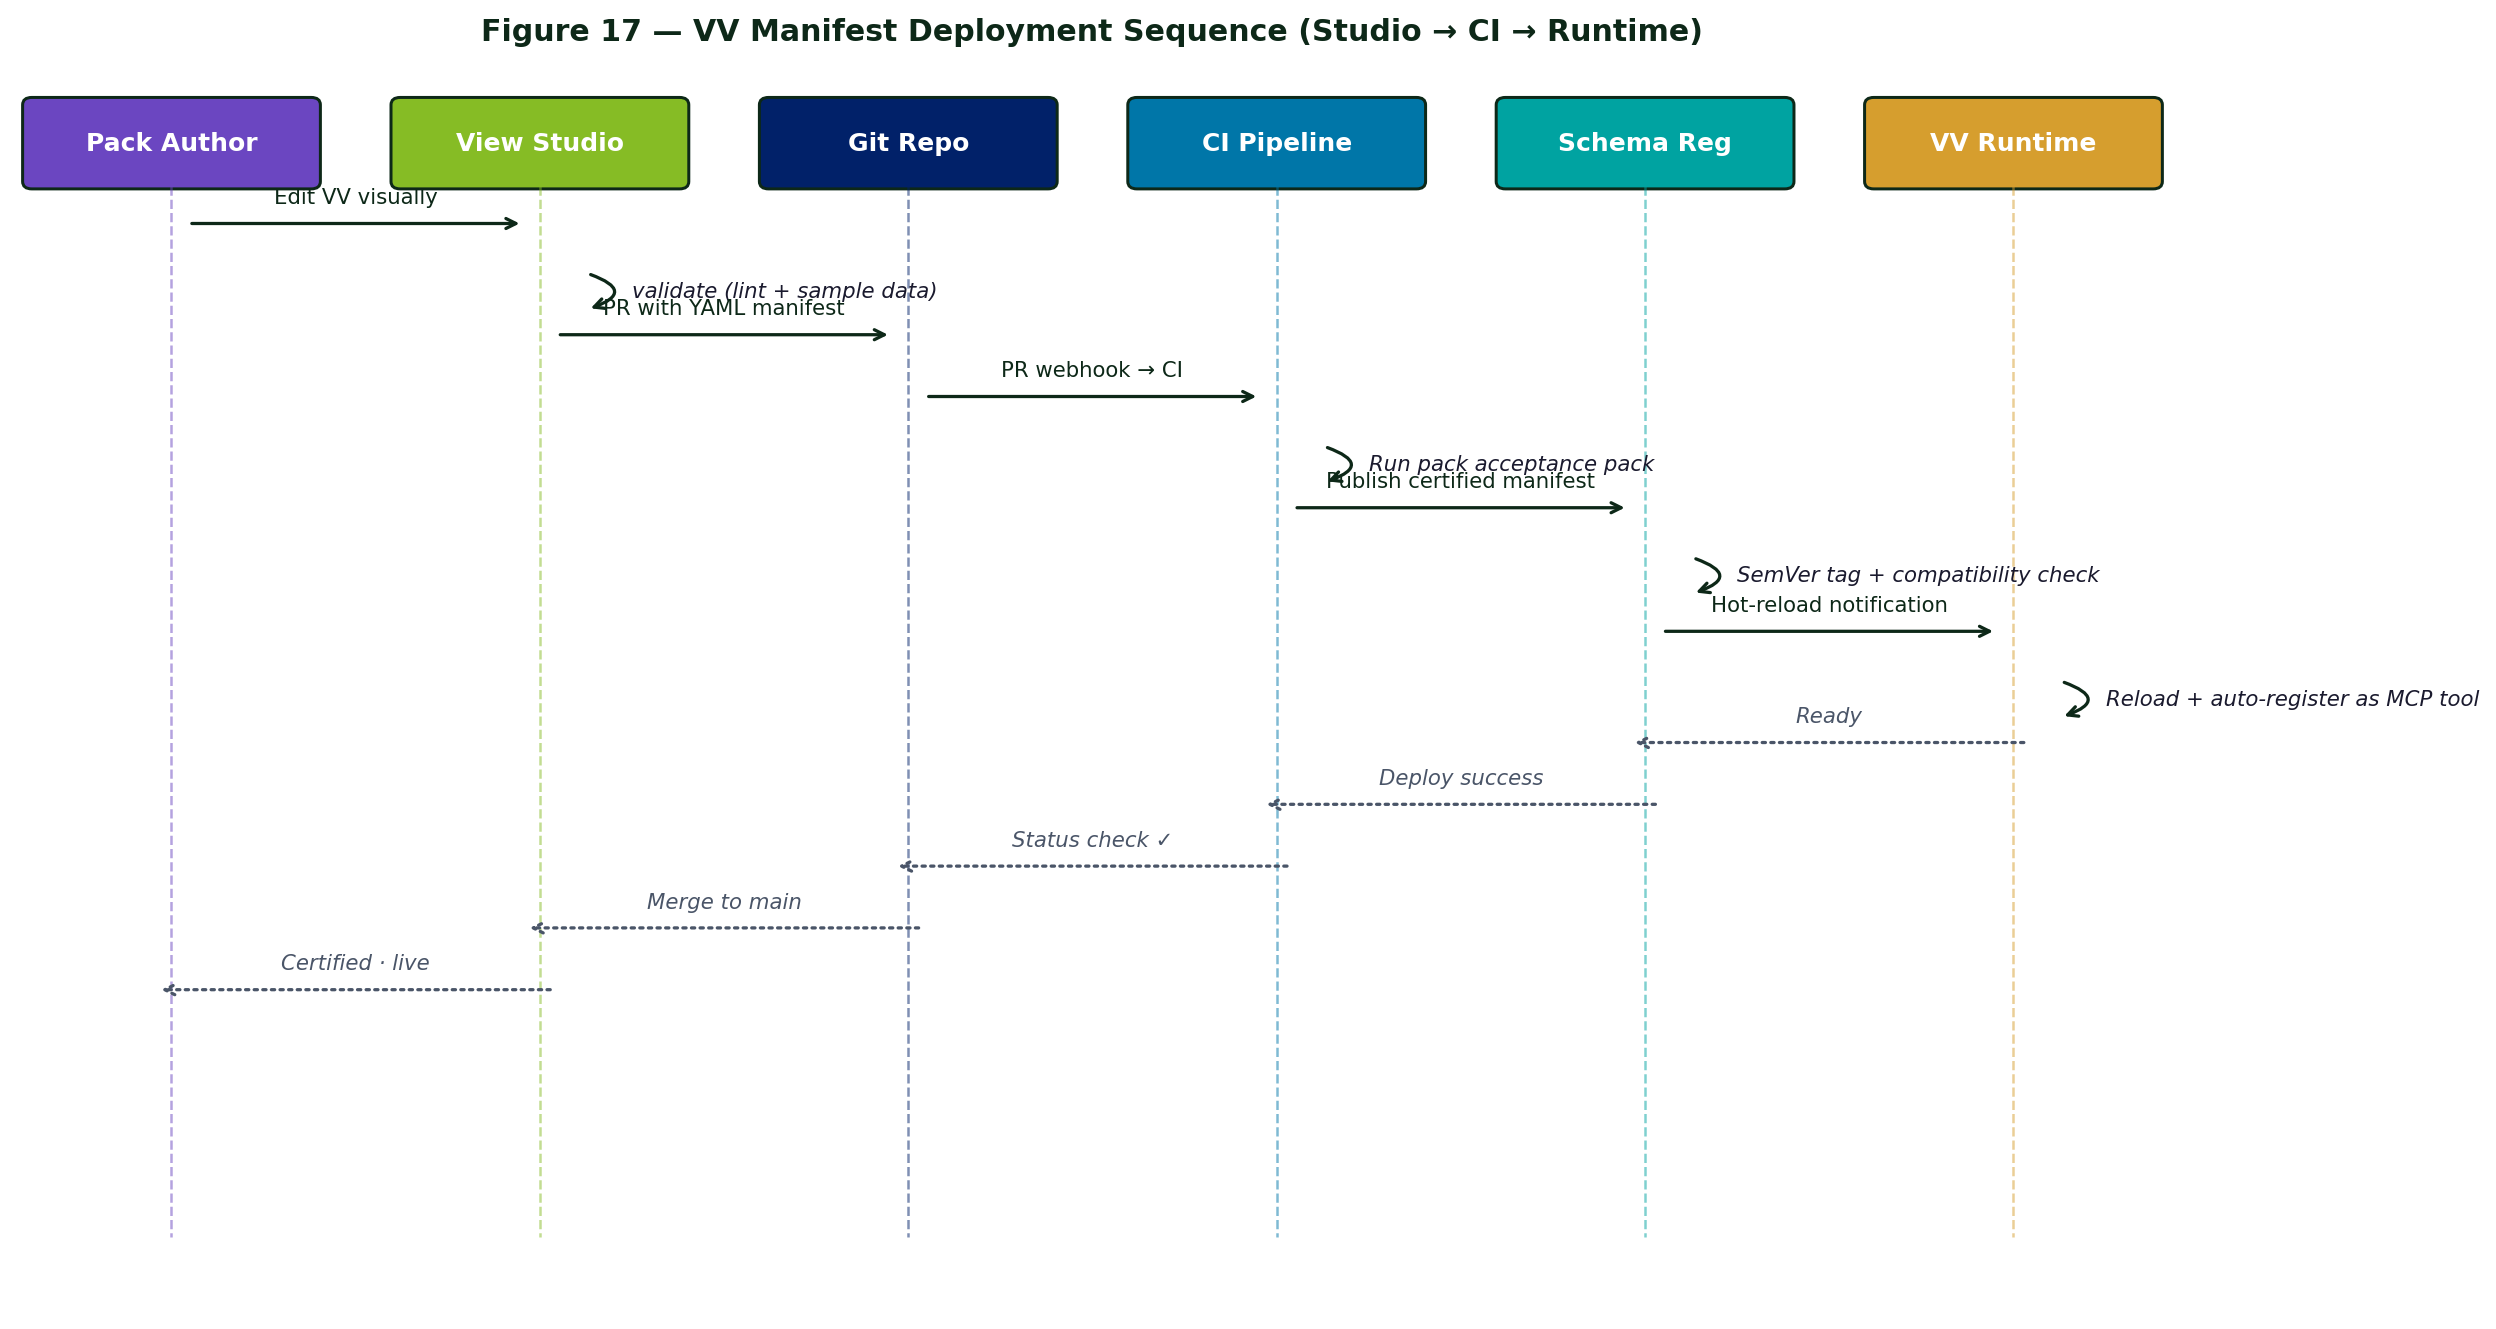 Figure 17 — VV Manifest Deployment Sequence (Studio → CI → Runtime)
Pack Author
View Studio
Git Repo
CI Pipeline
Schema Reg
VV Runtime
Edit VV visually
validate (lint + sample data)
PR with YAML manifest
PR webhook → CI
Run pack acceptance pack
Publish certified manifest
SemVer tag + compatibility check
Hot-reload notification
Reload + auto-register as MCP tool
Ready
Deploy success
Status check ✓
Merge to main
Certified · live